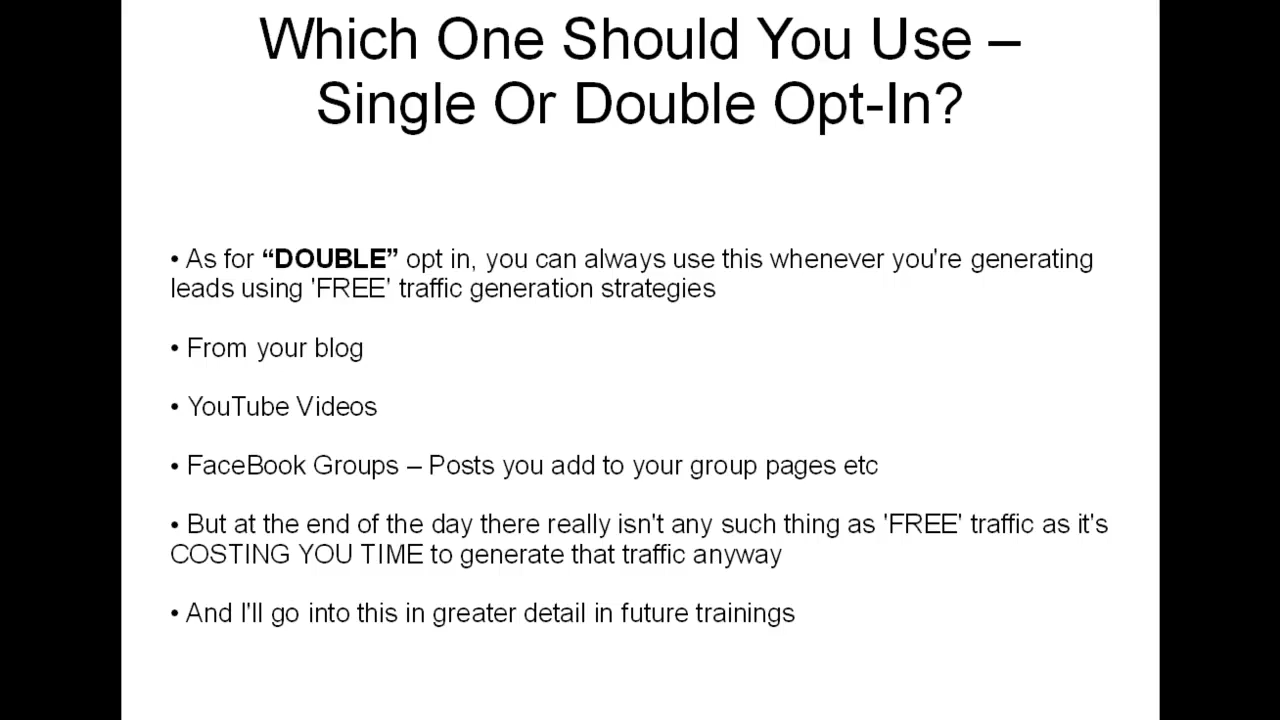 Which One Should You Use –
Single Or Double Opt-In?
• As for “DOUBLE” opt in, you can always use this whenever you're generating
leads using 'FREE' traffic generation strategies
• From your blog
• YouTube Videos
• FaceBook Groups – Posts you add to your group pages etc
• But at the end of the day there really isn't any such thing as 'FREE' traffic as it's
COSTING YOU TIME to generate that traffic anyway
• And I'll go into this in greater detail in future trainings